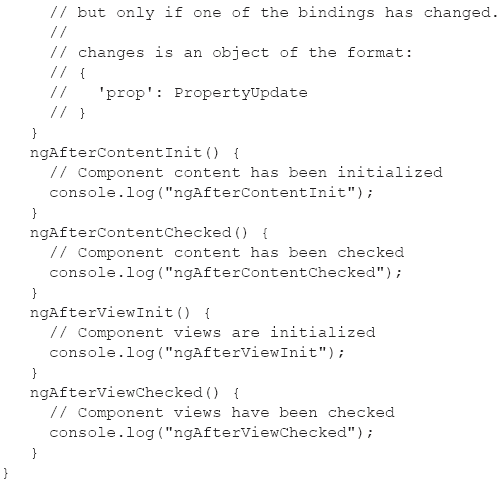 // but only if one of the bindings has changed.
//
// changes is an object of the format:
// {
//   'prop': PropertyUpdate
// }
}
ngAfterContentInit() {
// Component content has been initialized
console.log("ngAfterContentInit");
}
ngAfterContentChecked() {
// Component content has been checked
console.log("ngAfterContentChecked");
}
ngAfterViewInit() {
// Component views are initialized
console.log("ngAfterViewInit");
}
ngAfterViewChecked() {
// Component views have been checked
console.log("ngAfterViewChecked");
}
}